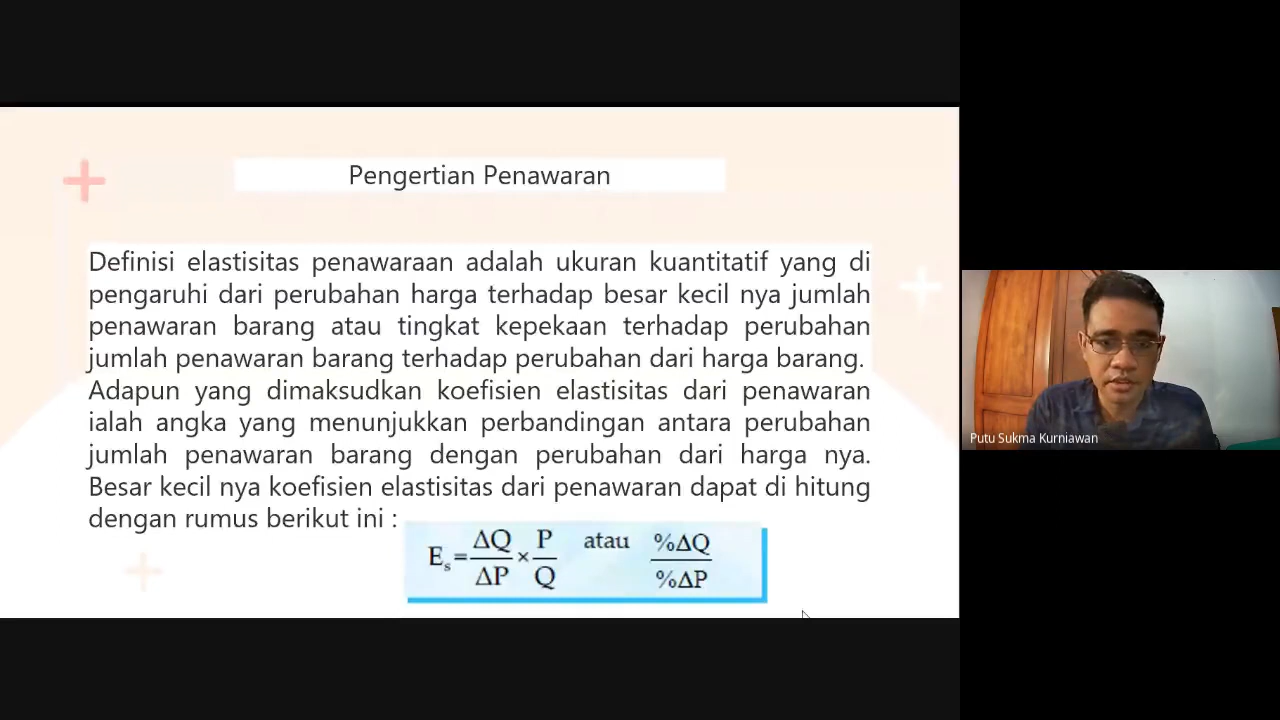 Pengertian Penawaran
Definisi elastisitas penawaraan adalah ukuran kuantitatif yang di
pengaruhi dari perubahan harga terhadap besar kecil nya jumlah
penawaran barang atau tingkat kepekaan terhadap perubahan
jumlah penawaran barang terhadap perubahan dari harga barang.
Adapun yang dimaksudkan koefisien elastisitas dari penawaran
ialah angka yang menunjukkan perbandingan antara perubahan
jumlah penawaran barang dengan perubahan dari harga nya.
Besar kecil nya koefisien elastisitas dari penawaran dapat di hitung
dengan rumus berikut ini :
Es = ΔQ/ΔP × P/Q atau %ΔQ/%ΔP
Putu Sukma Kurniawan